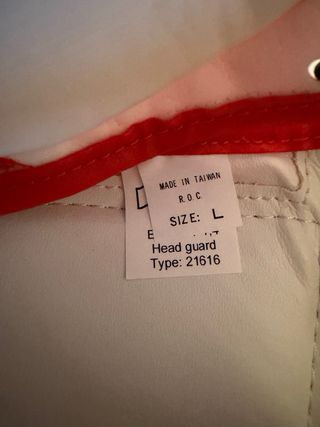 MADE IN TAIWAN
R.O.C
SIZE: L
Head guard
Type: 21616